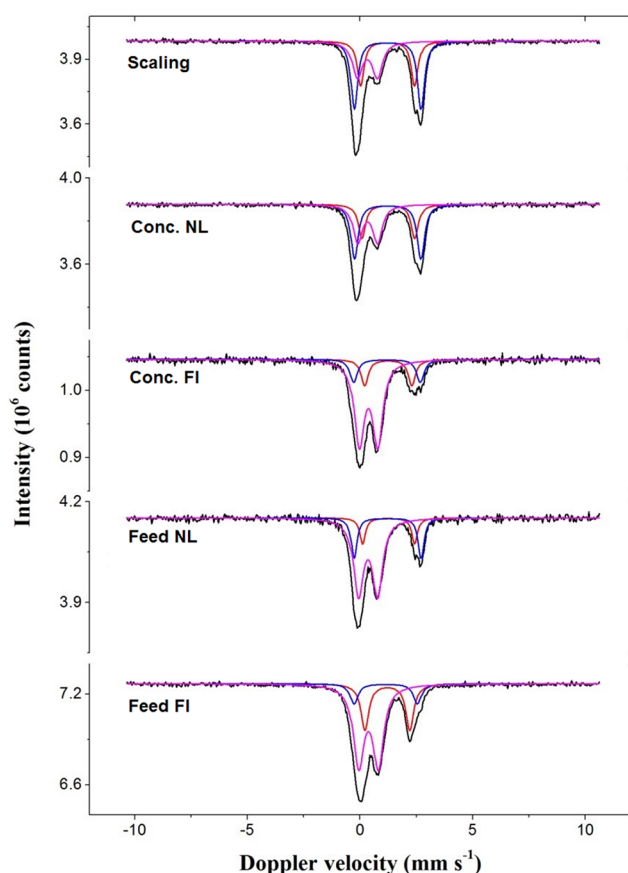 3.9
Scaling
3.6
4.0
Conc. NL
3.6
Conc. FI
1.0
0.9
4.2
Feed NL
3.9
7.2
Feed FI
6.6
Intensity (10⁶ counts)
-10 -5 0 5 10
Doppler velocity (mm s⁻¹)